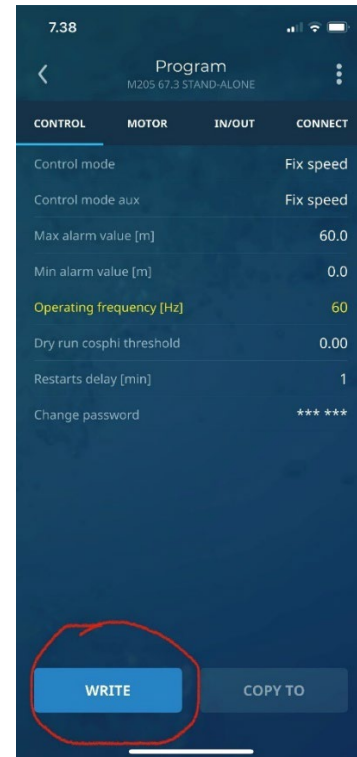 7.38
Program
M205 67.3 STAND-ALONE
CONTROL MOTOR IN/OUT CONNECT
Control mode Fix speed
Control mode aux Fix speed
Max alarm value [m] 60.0
Min alarm value [m] 0.0
Operating frequency [Hz] 60
Dry run cosphi threshold 0.00
Restarts delay [min] 1
Change password *** ***
WRITE COPY TO